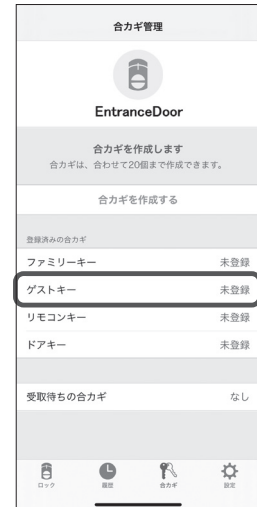 合カギ管理
EntranceDoor
合カギを作成します
合カギは、合わせて20個まで作成できます。
合カギを作成する
登録済みの合カギ
ファミリーキー 未登録
ゲストキー 未登録
リモコンキー 未登録
ドアキー 未登録
受取待ちの合カギ なし
ロック 履歴 合カギ 設定